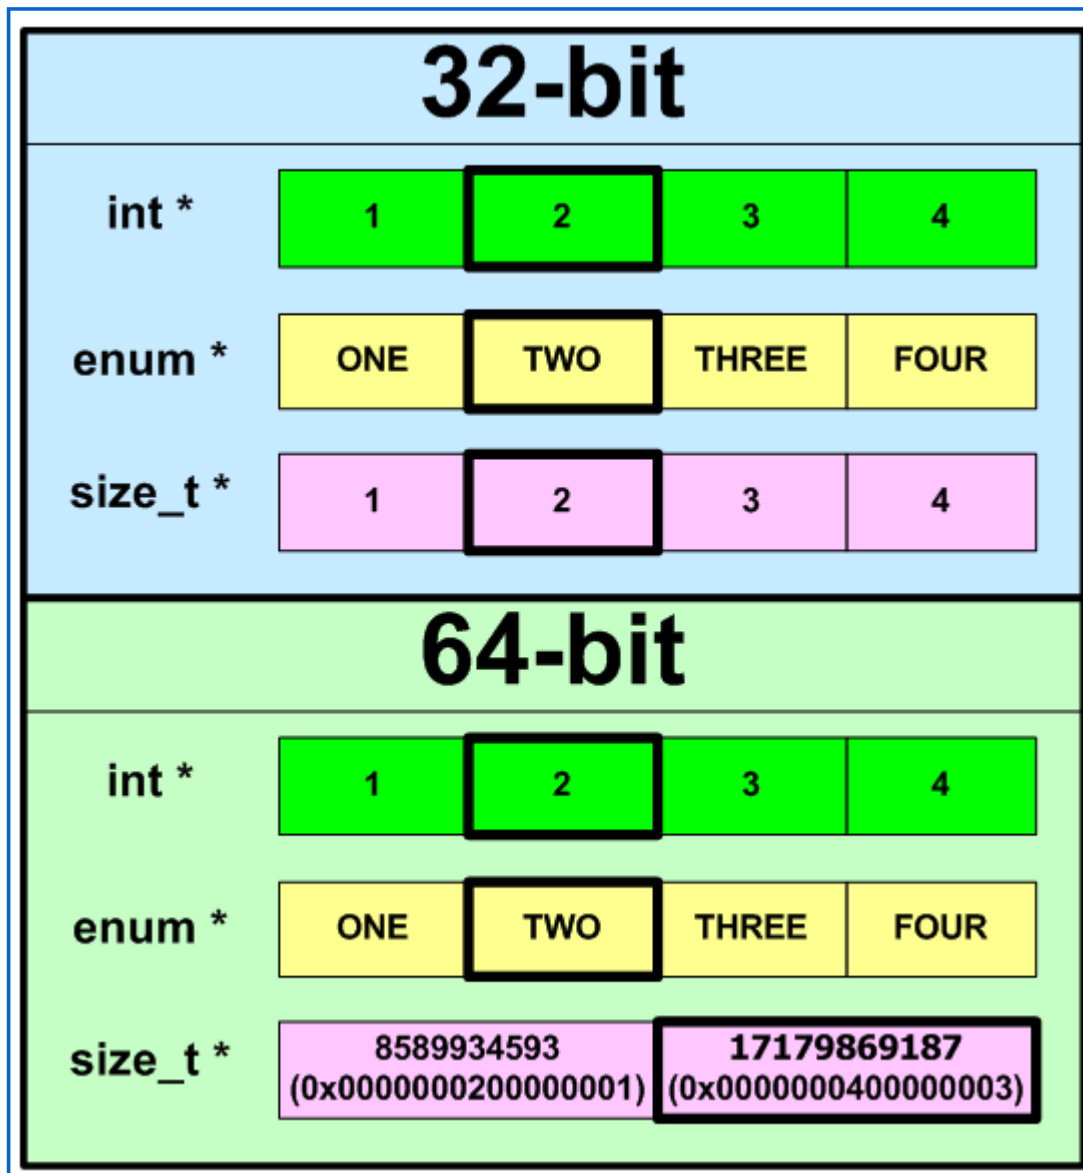 32-bit
int * 1 2 3 4
enum * ONE TWO THREE FOUR
size_t * 1 2 3 4
64-bit
int * 1 2 3 4
enum * ONE TWO THREE FOUR
size_t * 8589934593 17179869187
(0x0000000200000001) (0x0000000400000003)